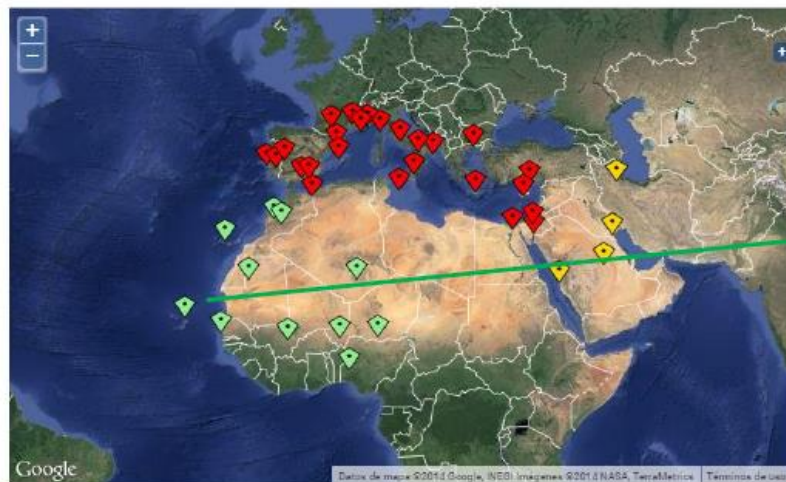 +
−
+
Google
Datos de mapa ©2014 Google, INEGI Imágenes ©2014 NASA, TerraMetrics
Términos de uso